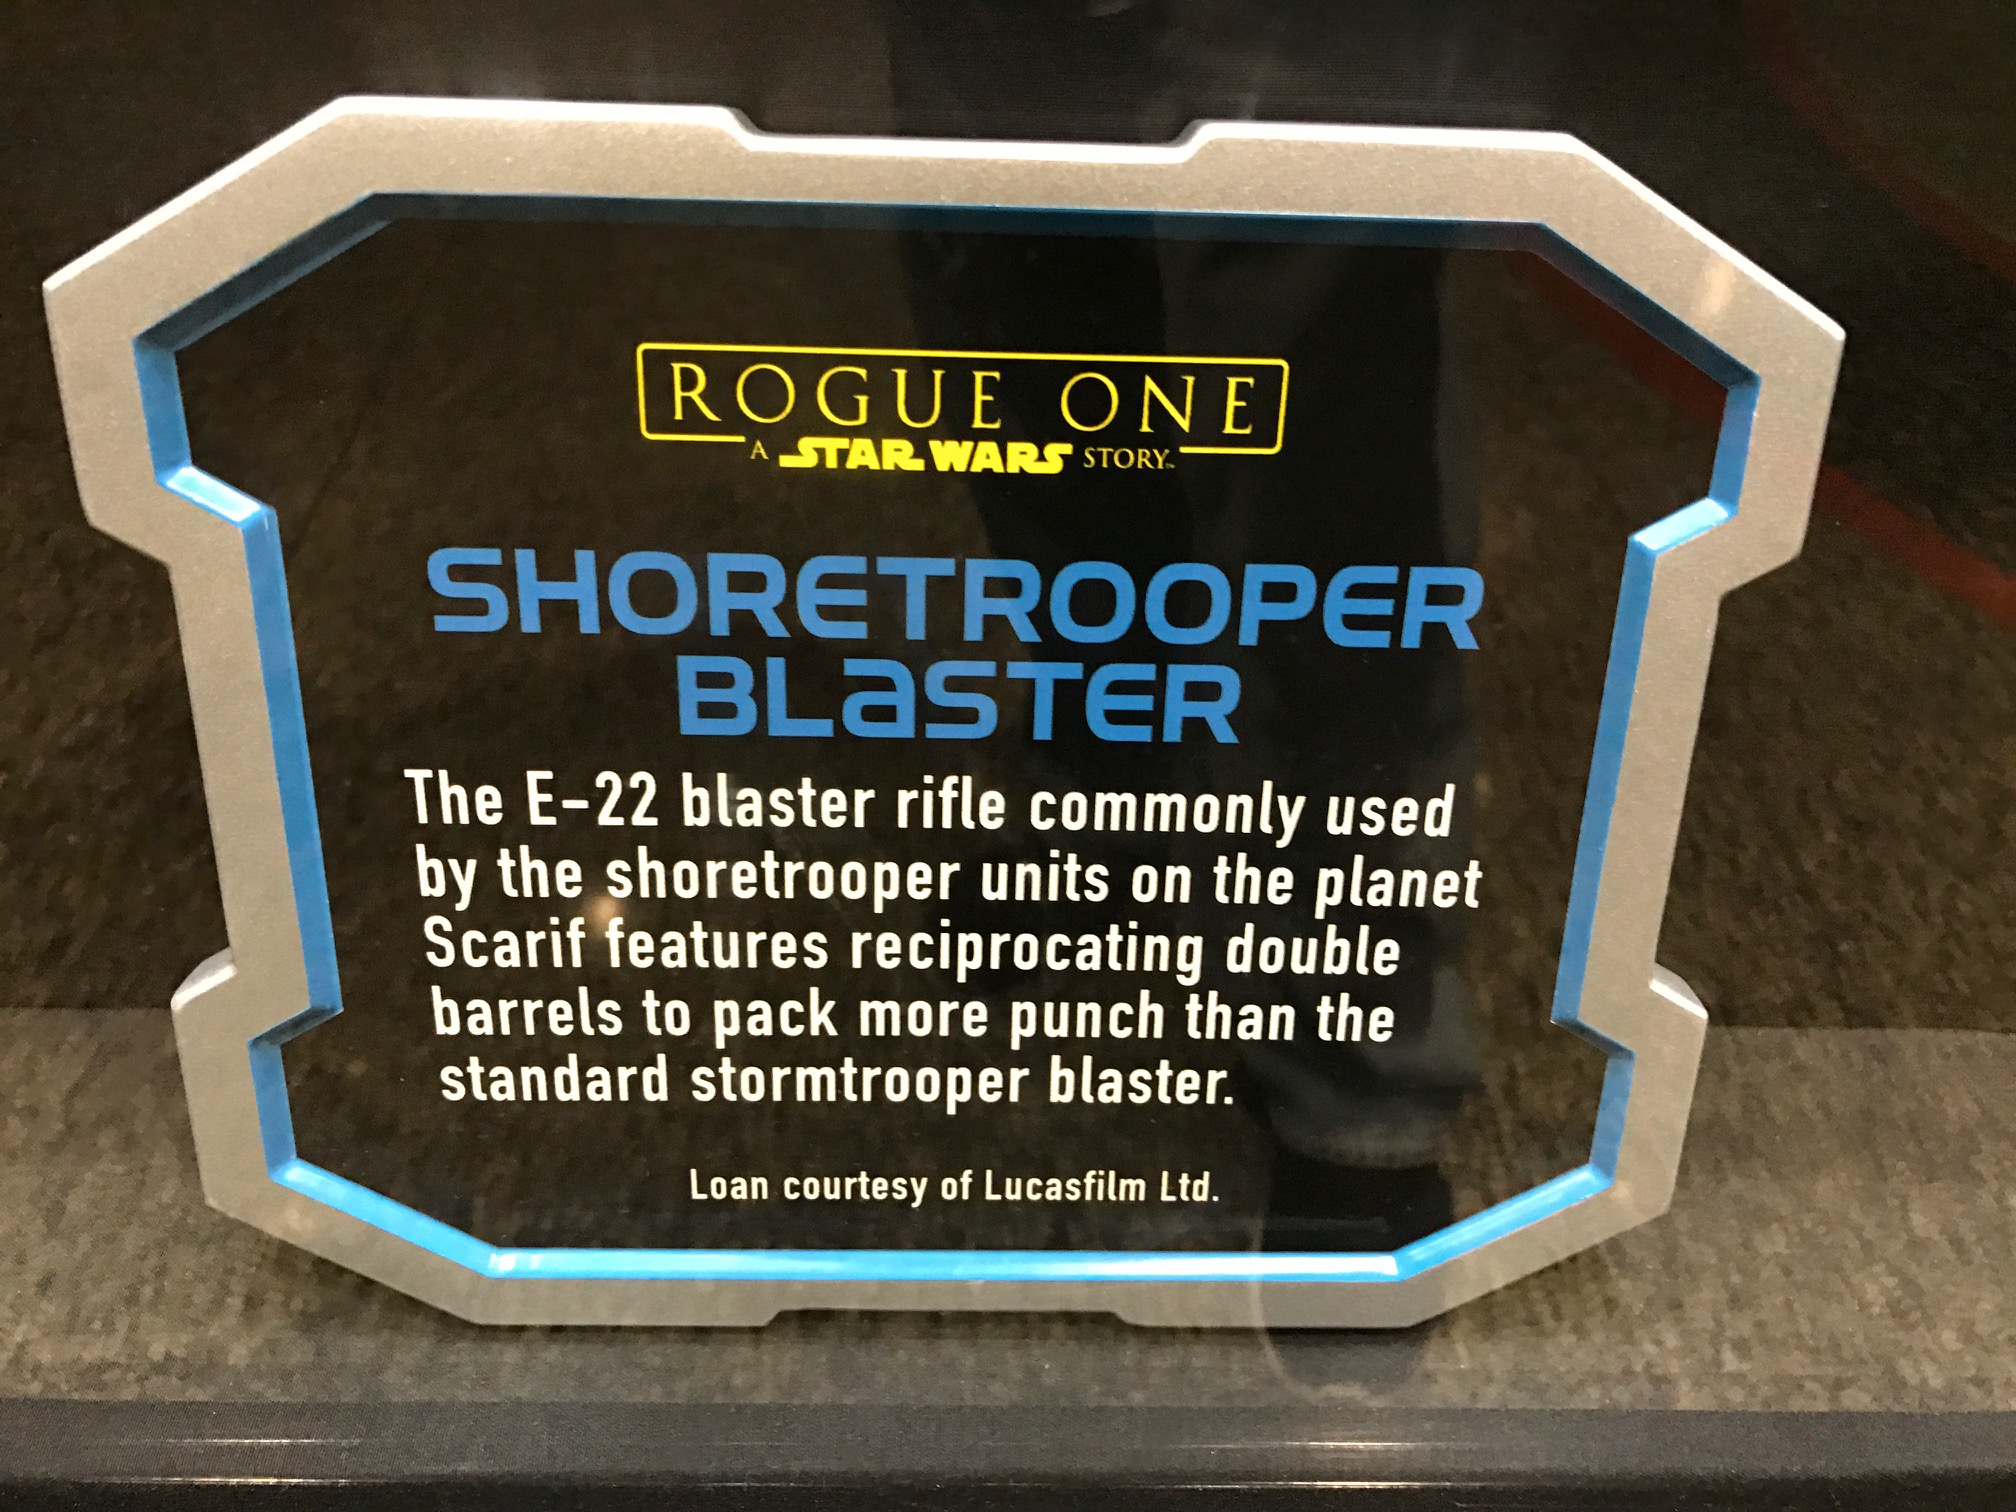 ROGUE ONE
A STAR WARS STORY™
SHORETROOPER
BLaSTER
The E-22 blaster rifle commonly used
by the shoretrooper units on the planet
Scarif features reciprocating double
barrels to pack more punch than the
standard stormtrooper blaster.
Loan courtesy of Lucasfilm Ltd.